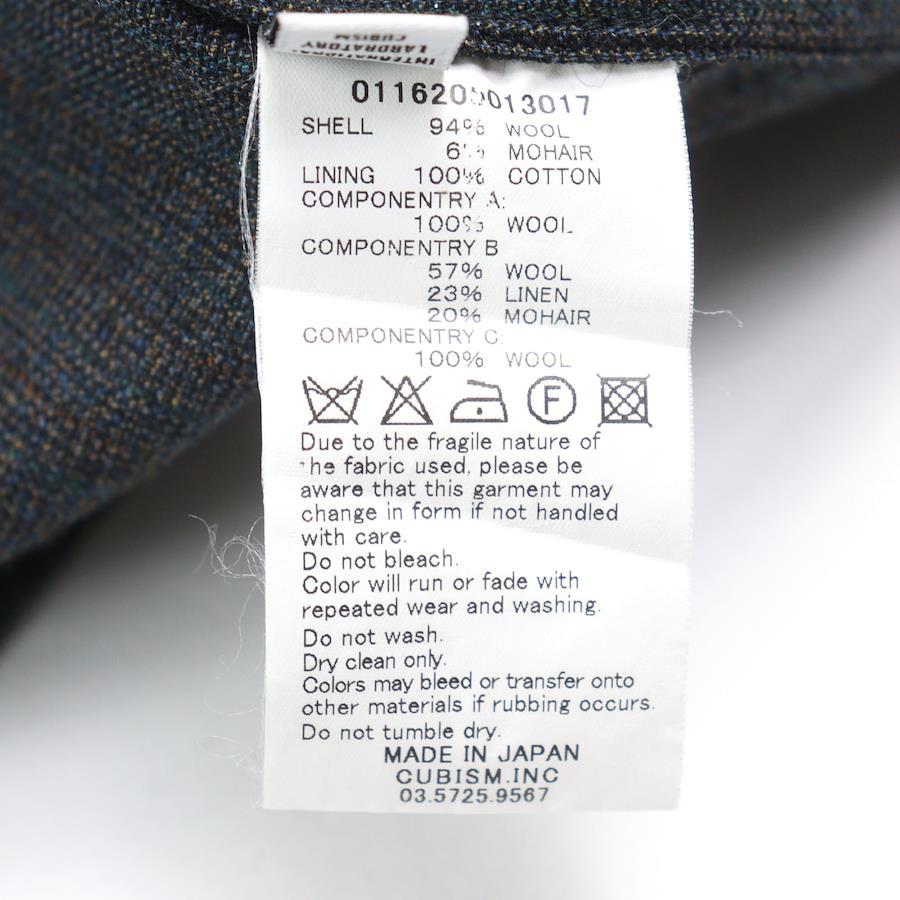 INTERNATIONAL
LABORATORY
CUBISM
SHELL 94% WOOL
6% MOHAIR
LINING 100% COTTON
COMPONENTRY A:
100% WOOL
COMPONENTRY B
57% WOOL
23% LINEN
20% MOHAIR
COMPONENTRY C:
100% WOOL
F
Due to the fragile nature of
the fabric used, please be
aware that this garment may
change in form if not handled
with care.
Do not bleach.
Color will run or fade with
repeated wear and washing.
Do not wash.
Dry clean only.
Colors may bleed or transfer onto
other materials if rubbing occurs.
Do not tumble dry.
MADE IN JAPAN
CUBISM.INC
03.5725.9567